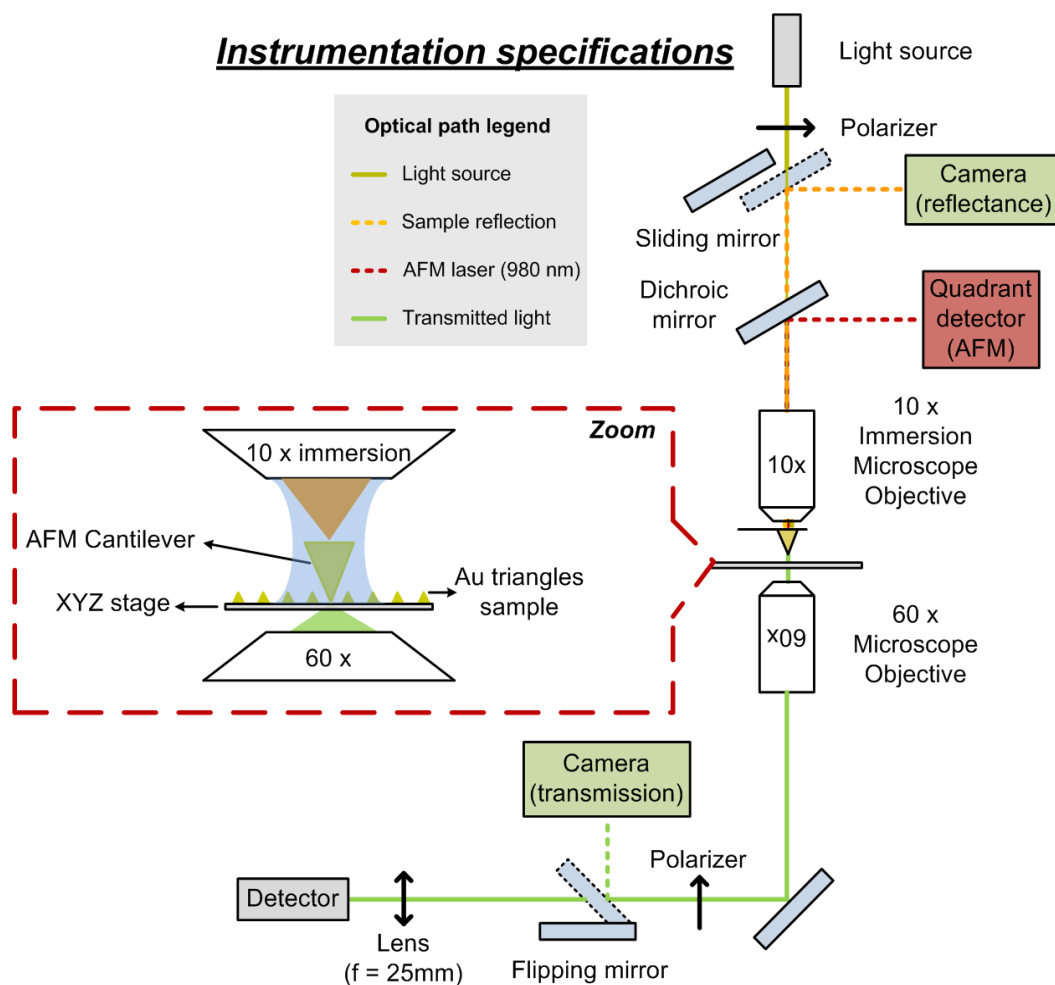 Instrumentation specifications
Light source
Optical path legend
Light source
Sample reflection
AFM laser (980 nm)
Transmitted light
Polarizer
Camera
(reflectance)
Sliding mirror
Dichroic
mirror
Quadrant
detector
(AFM)
10 x
Immersion
Microscope
Objective
10x
Zoom
10 x immersion
AFM Cantilever
XYZ stage
Au triangles
sample
60 x
60x
60 x
Microscope
Objective
Camera
(transmission)
Polarizer
Detector
Lens
(f = 25mm)
Flipping mirror